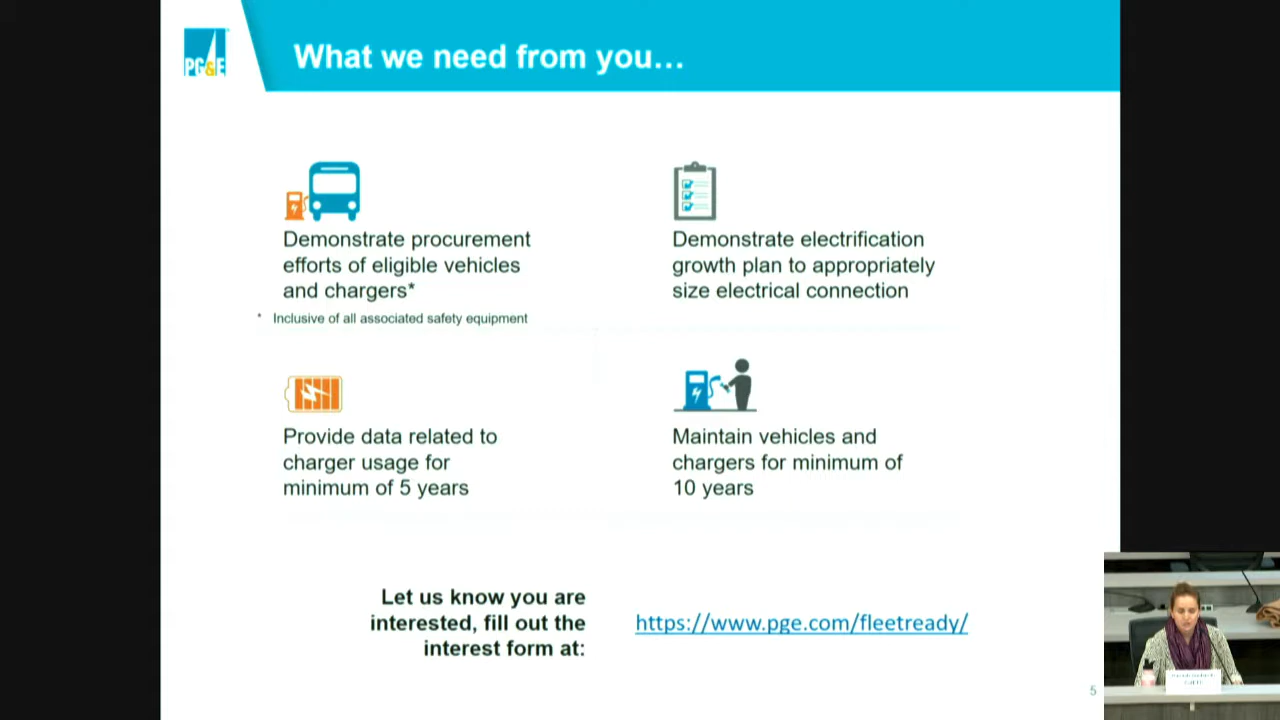 PG&E
What we need from you…
Demonstrate procurement
efforts of eligible vehicles
and chargers*
* Inclusive of all associated safety equipment
Demonstrate electrification
growth plan to appropriately
size electrical connection
Provide data related to
charger usage for
minimum of 5 years
Maintain vehicles and
chargers for minimum of
10 years
Let us know you are
interested, fill out the
interest form at:
https://www.pge.com/fleetready/
5